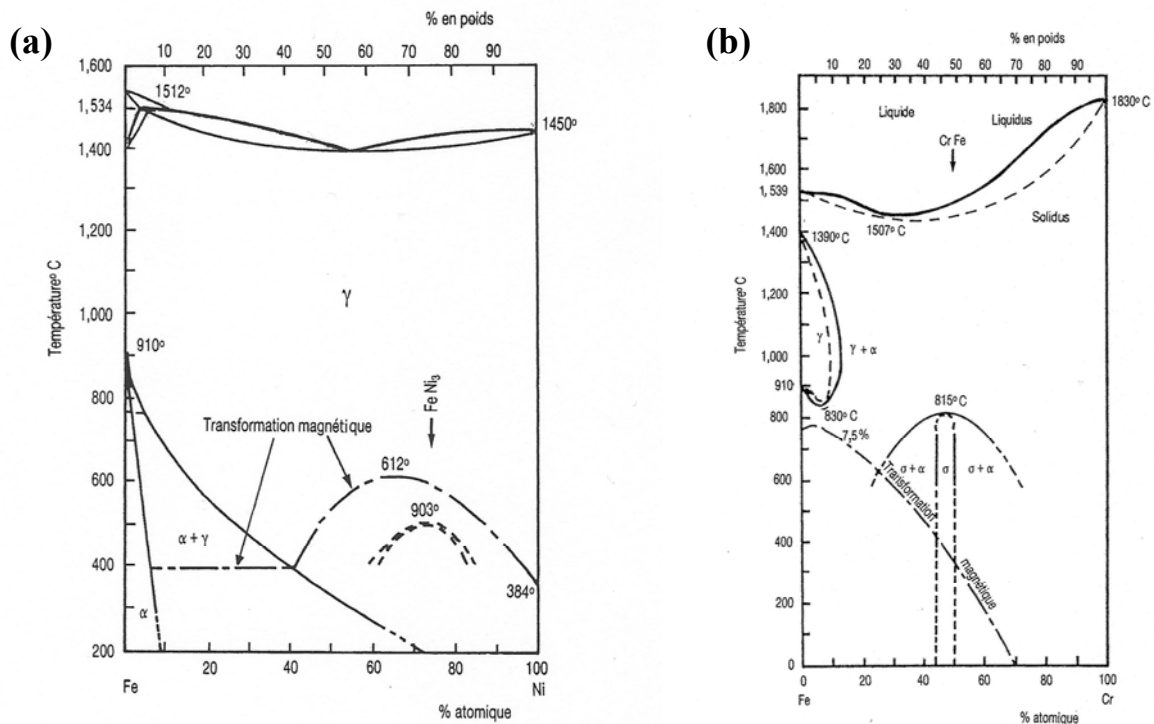 (a)
% en poids
10 20 30 40 50 60 70 80 90
1,600
1,534
1,400
1,200
1,000
800
600
400
200
Température° C
1512°
1450°
γ
910°
Fe Ni₃
Transformation magnétique
612°
903°
α + γ
384°
α
0 20 40 60 80 100
Fe
Ni
% atomique
(b)
% en poids
10 20 30 40 50 60 70 75 80 90
1,800
1,600
1,539
1,400
1,200
1,000
910
800
600
400
200
0
Température° C
Liquide
Liquidus
1830° C
Cr Fe
Solidus
1507° C
1390° C
γ
γ + α
830° C
7,5%
815° C
σ + α
σ
σ + α
Transformation magnétique
0 20 40 60 80 100
Fe
Cr
% atomique